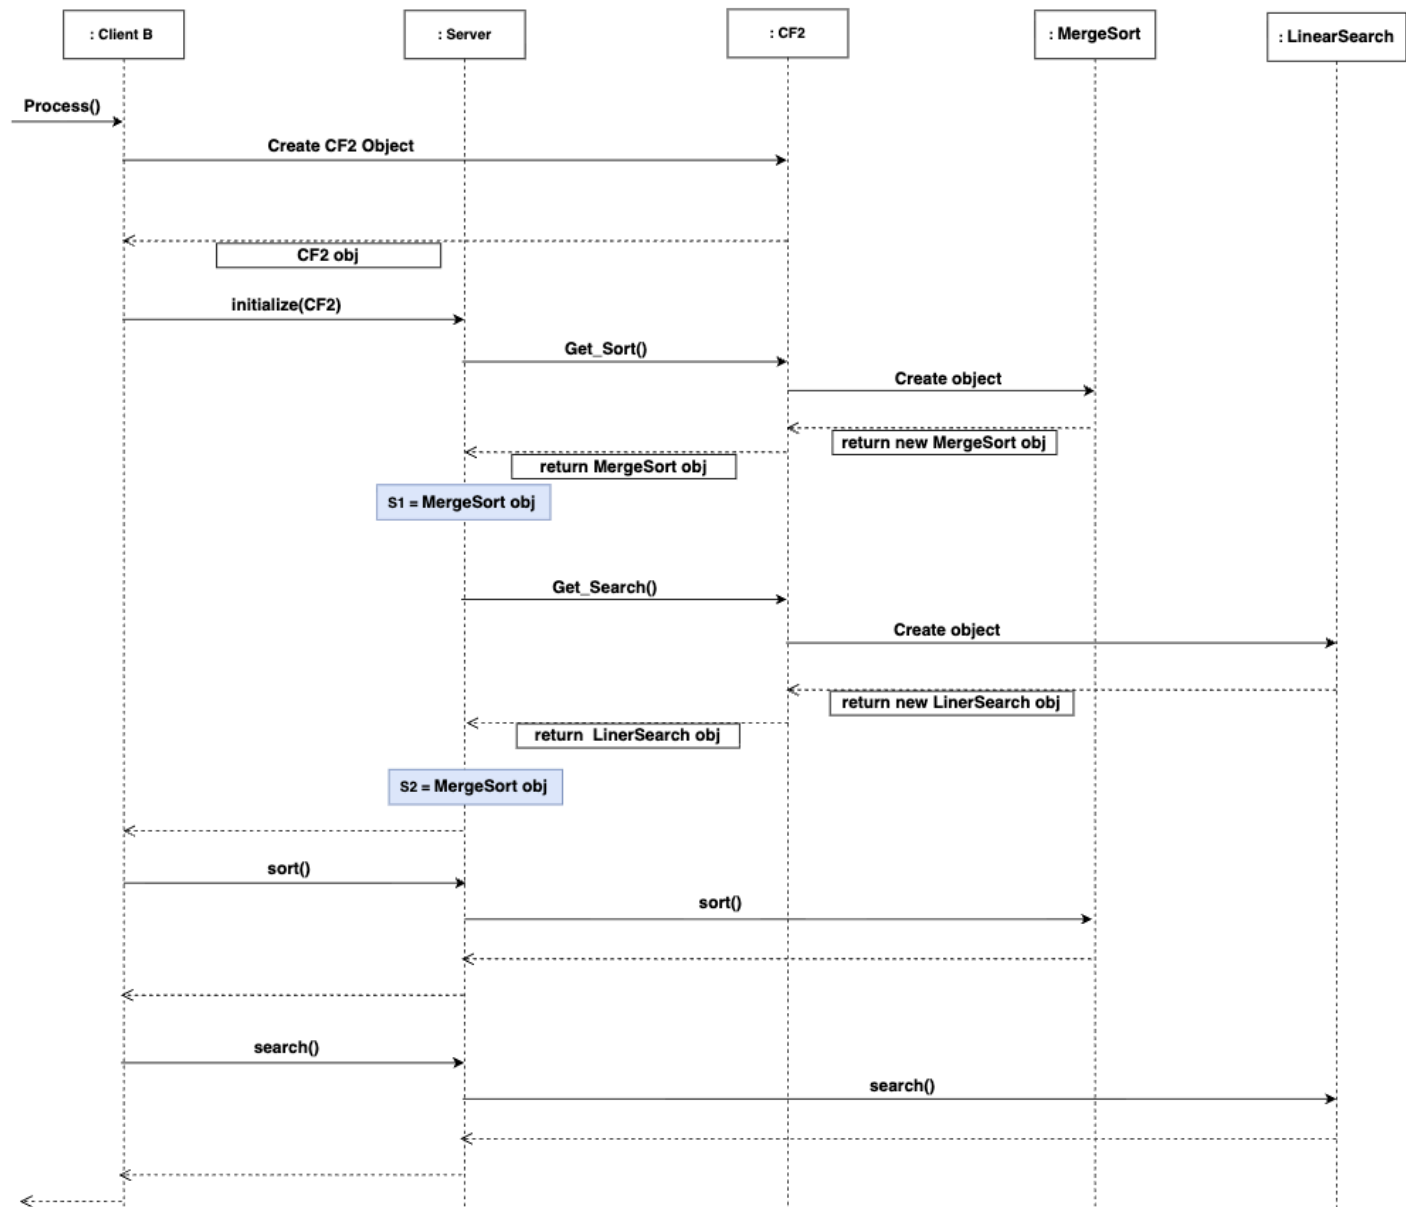 : Client B
: Server
: CF2
: MergeSort
: LinearSearch
Process()
Create CF2 Object
CF2 obj
initialize(CF2)
Get_Sort()
Create object
return new MergeSort obj
return MergeSort obj
S1 = MergeSort obj
Get_Search()
Create object
return new LinerSearch obj
return LinerSearch obj
S2 = MergeSort obj
sort()
sort()
search()
search()